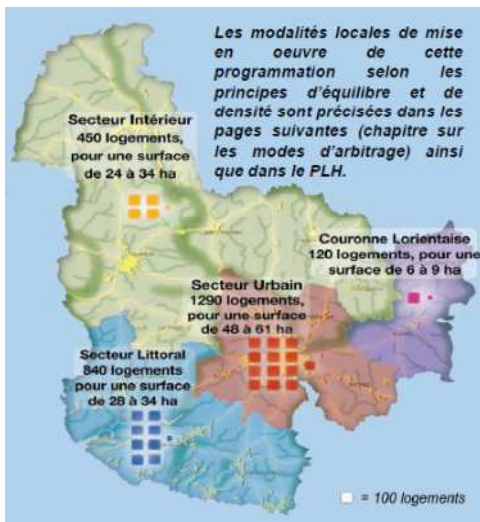 Les modalités locales de mise
en oeuvre de cette
programmation selon les
principes d'équilibre et de
densité sont précisées dans les
pages suivantes (chapitre sur
les modes d'arbitrage) ainsi
que dans le PLH.
Secteur Intérieur
450 logements,
pour une surface
de 24 à 34 ha
Couronne Lorientaise
120 logements, pour une
surface de 6 à 9 ha
Secteur Urbain
1290 logements,
pour une surface
de 48 à 61 ha
Secteur Littoral
840 logements
pour une surface
de 28 à 34 ha
= 100 logements